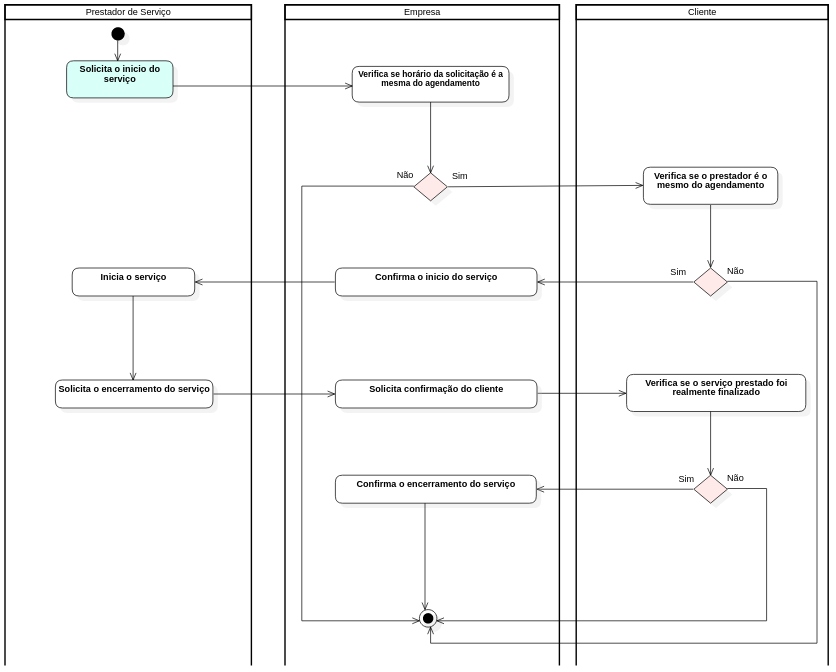 Prestador de Serviço
Empresa
Cliente
Solicita o inicio do
serviço
Verifica se horário da solicitação é a
mesma do agendamento
Não
Sim
Verifica se o prestador é o
mesmo do agendamento
Inicia o serviço
Confirma o inicio do serviço
Sim
Não
Solicita o encerramento do serviço
Solicita confirmação do cliente
Verifica se o serviço prestado foi
realmente finalizado
Confirma o encerramento do serviço
Sim
Não